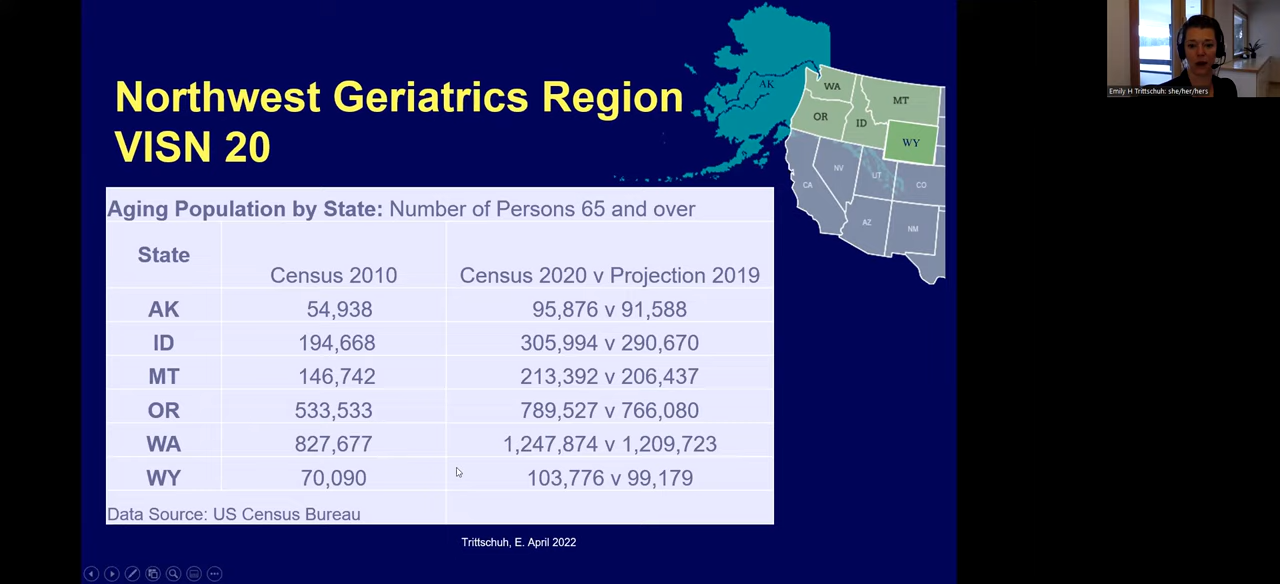 Northwest Geriatrics Region
VISN 20
AK
WA
MT
OR
ID
WY
NV
UT
CO
CA
AZ
NM
Emily H Trittschuh: she/her/hers
Aging Population by State: Number of Persons 65 and over
State Census 2010 Census 2020 v Projection 2019
AK 54,938 95,876 v 91,588
ID 194,668 305,994 v 290,670
MT 146,742 213,392 v 206,437
OR 533,533 789,527 v 766,080
WA 827,677 1,247,874 v 1,209,723
WY 70,090 103,776 v 99,179
Data Source: US Census Bureau
Trittschuh, E. April 2022